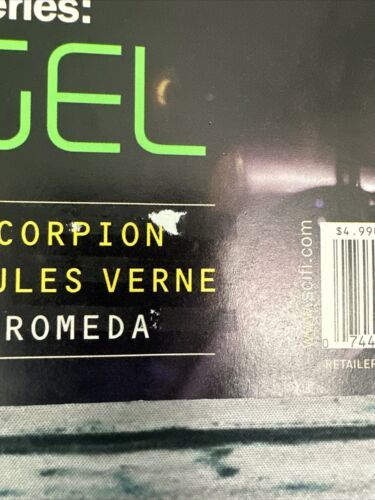 eries:
GEL
CORPION
ULES VERNE
ROMEDA
$4.99
www.scifi.com
0 744
RETAILER